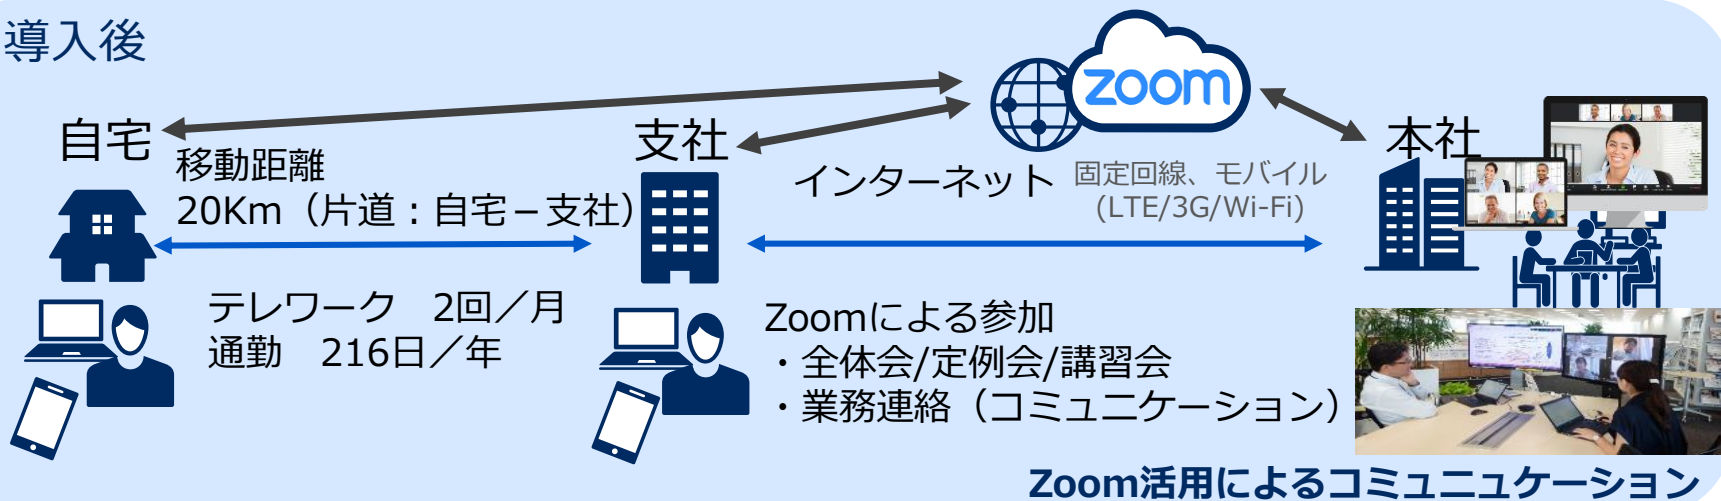 導入後
zoom
自宅
支社
本社
移動距離
20Km（片道：自宅－支社）
インターネット
固定回線、モバイル
(LTE/3G/Wi-Fi)
テレワーク　2回／月
通勤　216日／年
Zoomによる参加
・全体会/定例会/講習会
・業務連絡（コミュニケーション）
Zoom活用によるコミュニュケーション